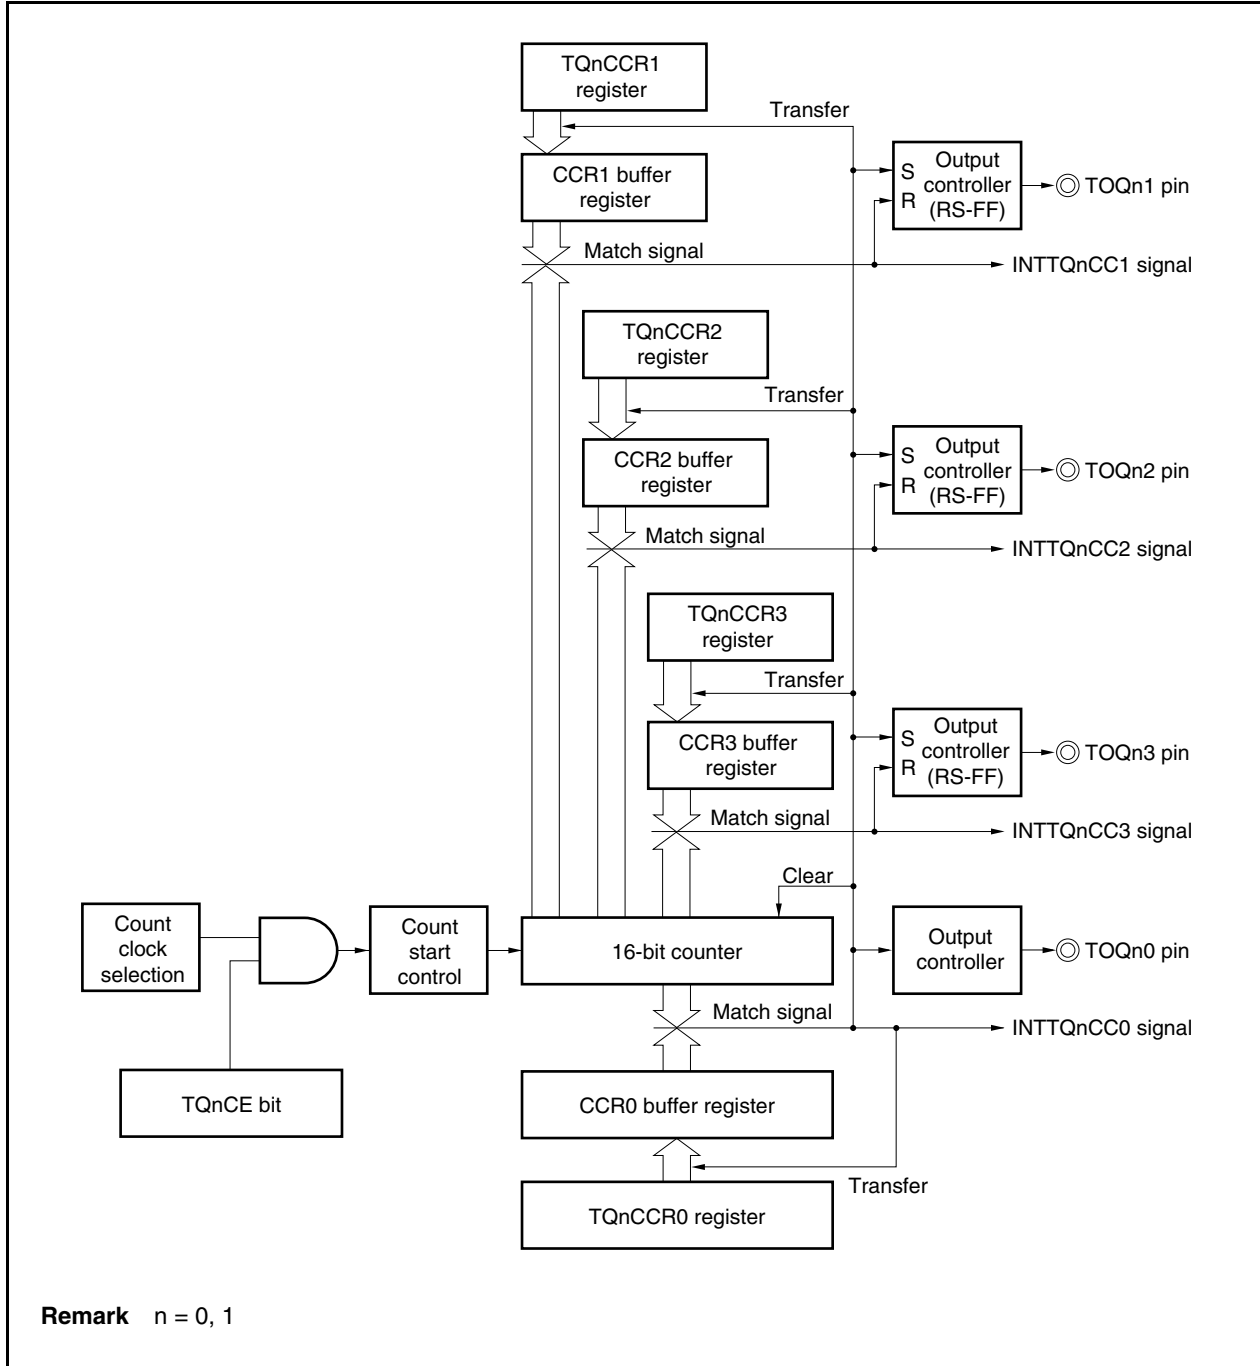 TQnCCR1
register
Transfer
CCR1 buffer
register
S
R
Output
controller
(RS-FF)
TOQn1 pin
Match signal
INTTQnCC1 signal
TQnCCR2
register
Transfer
CCR2 buffer
register
S
R
Output
controller
(RS-FF)
TOQn2 pin
Match signal
INTTQnCC2 signal
TQnCCR3
register
Transfer
CCR3 buffer
register
S
R
Output
controller
(RS-FF)
TOQn3 pin
Match signal
INTTQnCC3 signal
Clear
Count
clock
selection
Count
start
control
16-bit counter
Output
controller
TOQn0 pin
Match signal
INTTQnCC0 signal
TQnCE bit
CCR0 buffer register
Transfer
TQnCCR0 register
Remark n = 0, 1